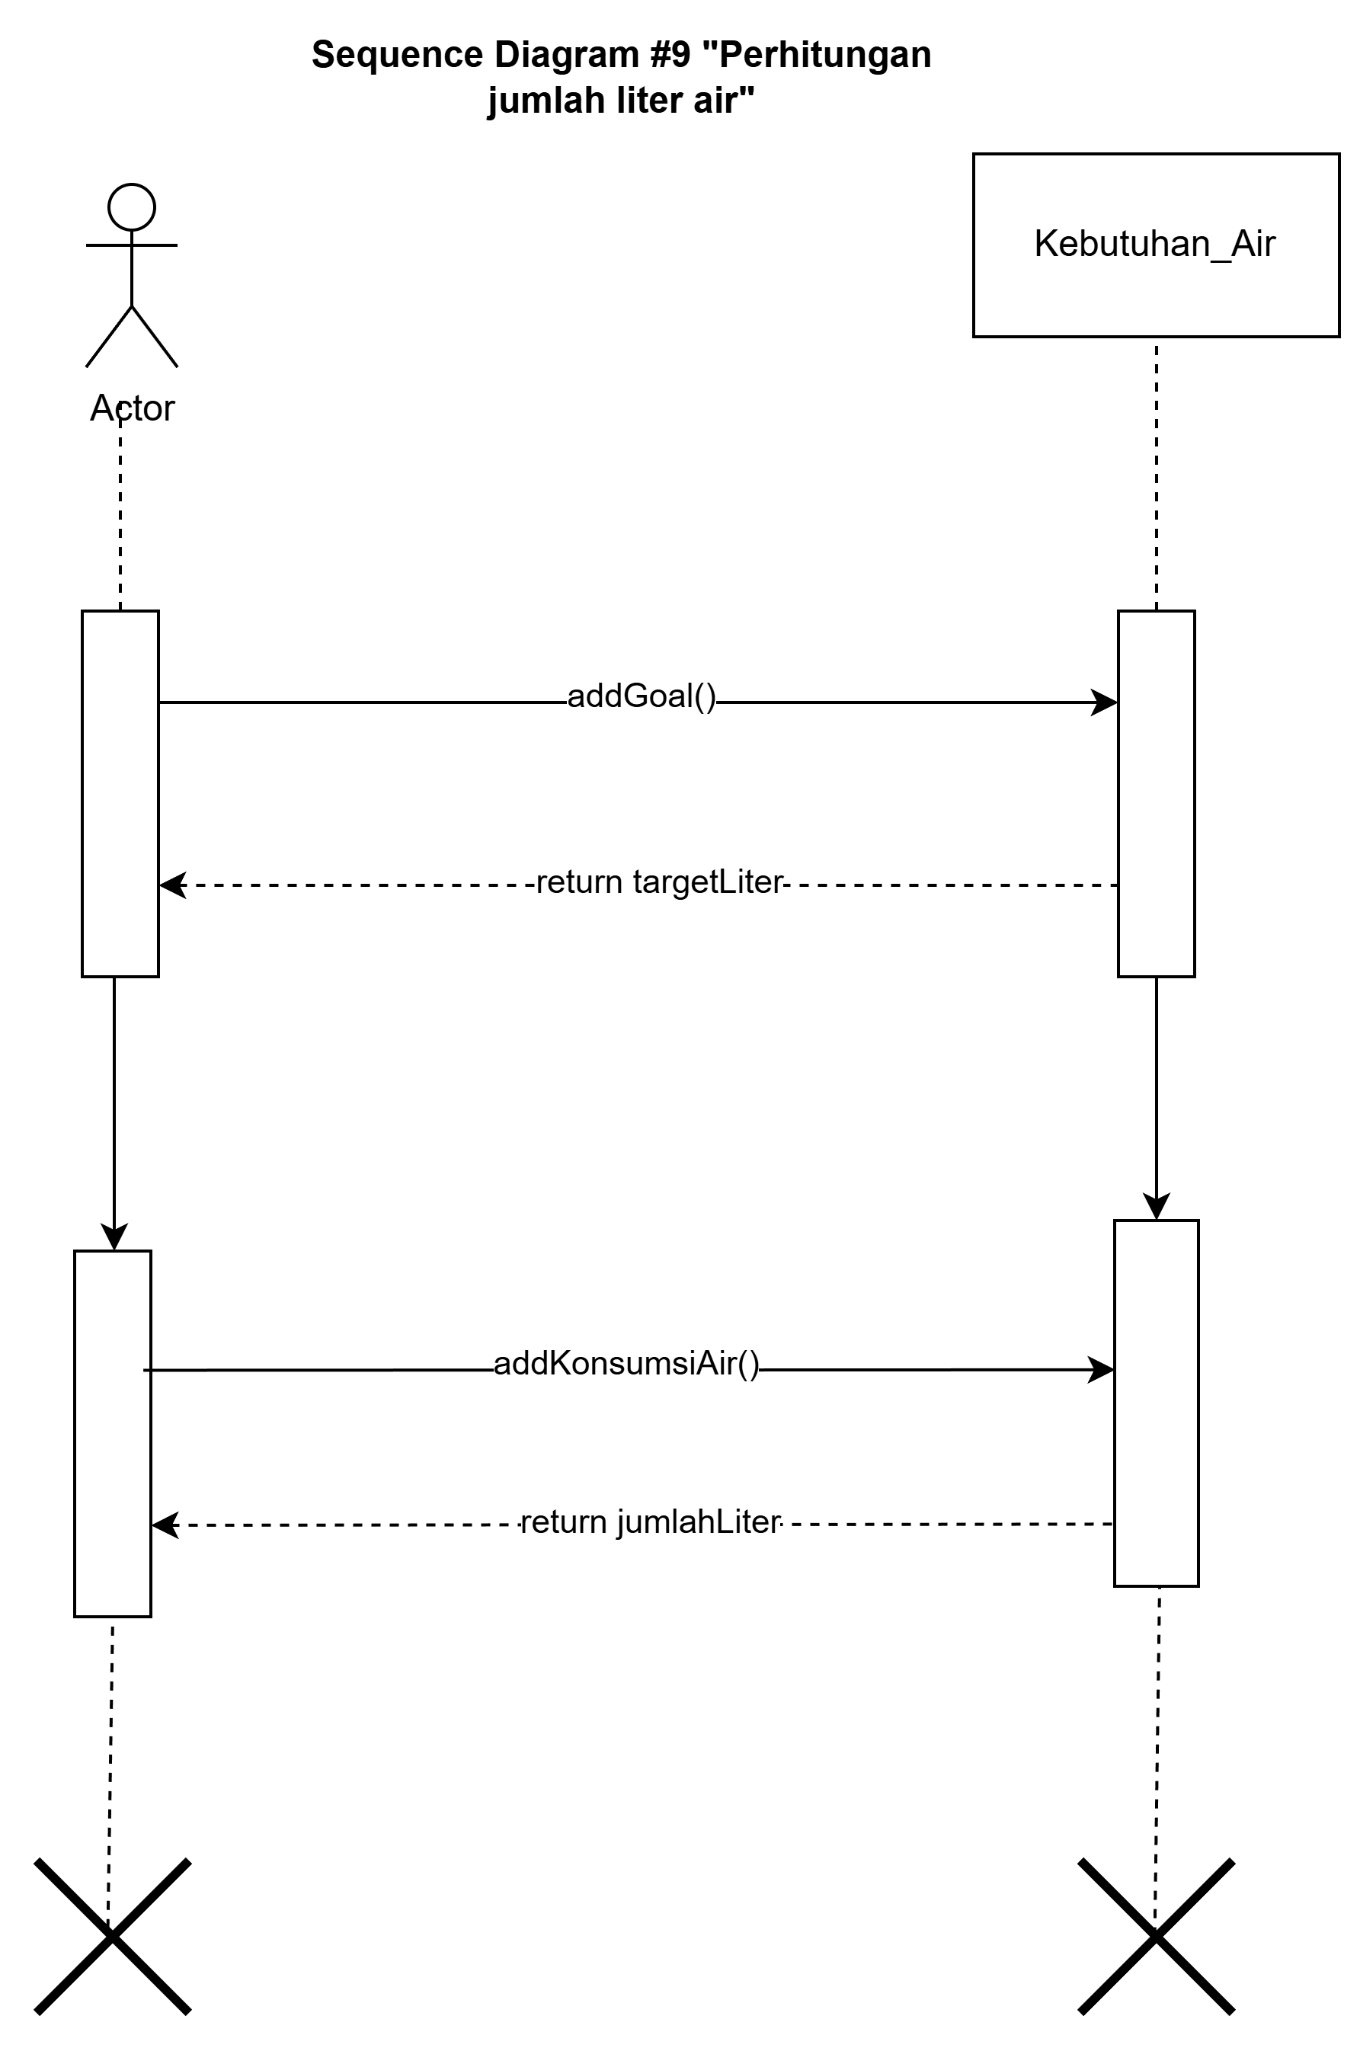 Sequence Diagram #9 "Perhitungan
jumlah liter air"
Kebutuhan_Air
Actor
addGoal()
return targetLiter
addKonsumsiAir()
return jumlahLiter